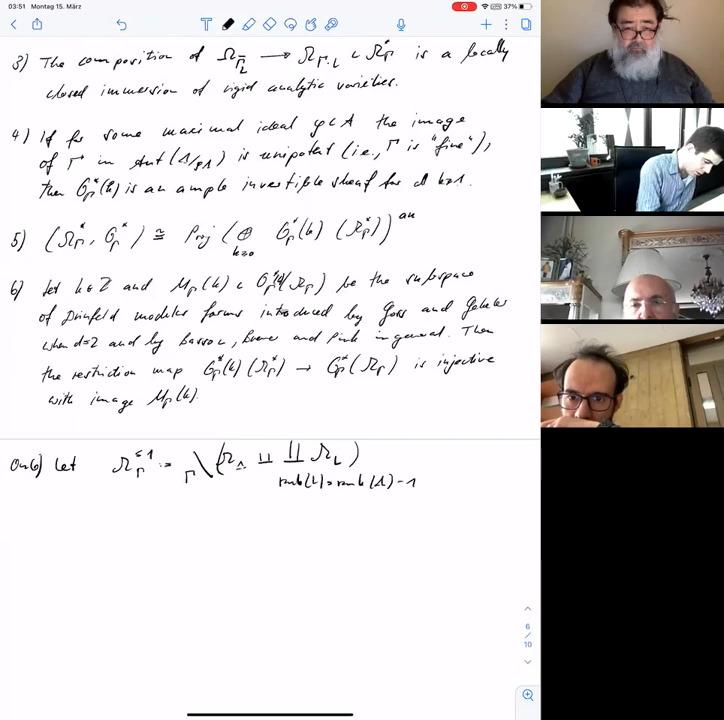 03:51 Montag 15. März
37%
3) The composition of Ω_{Γ̄_L} → Ω_{Γ,L} ⊂ Ω*_Γ is a locally
closed immersion of rigid analytic varieties.
4) If for some maximal ideal ℘ ⊂ A the image
of Γ in Aut(Λ/℘Λ) is unipotent (i.e., Γ is "fine"),
then O*_Γ(k) is an ample invertible sheaf for all k≥1.
5) (Ω*_Γ, O*_Γ) ≅ Proj (⊕_{k≥0} O*_Γ(k) (Ω*_Γ))^{an}
6) Let k ∈ ℤ and M_Γ(k) ⊂ (Ω_Γ) be the subspace
of Drinfeld modular forms introduced by Goss and Gekeler
when d=2 and by Basson, Breuer and Pink in general. Then
the restriction map O*_Γ(k)(Ω*_Γ) → (Ω_Γ) is injective
with image M_Γ(k).
On 6) Let Ω_Γ^{≤1} := Γ\(Ω_Λ ⊔ ∐ Ω_L)
rank(L)=rank(Λ)-1
6
/
10